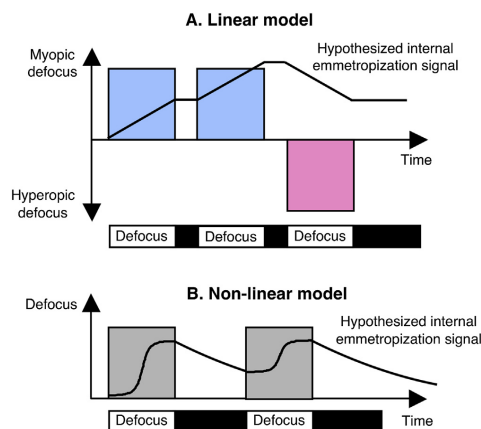 A. Linear model
Myopic
defocus
Hypothesized internal
emmetropization signal
Time
Hyperopic
defocus
Defocus
Defocus
Defocus
B. Non-linear model
Defocus
Hypothesized internal
emmetropization signal
Defocus
Defocus
Time